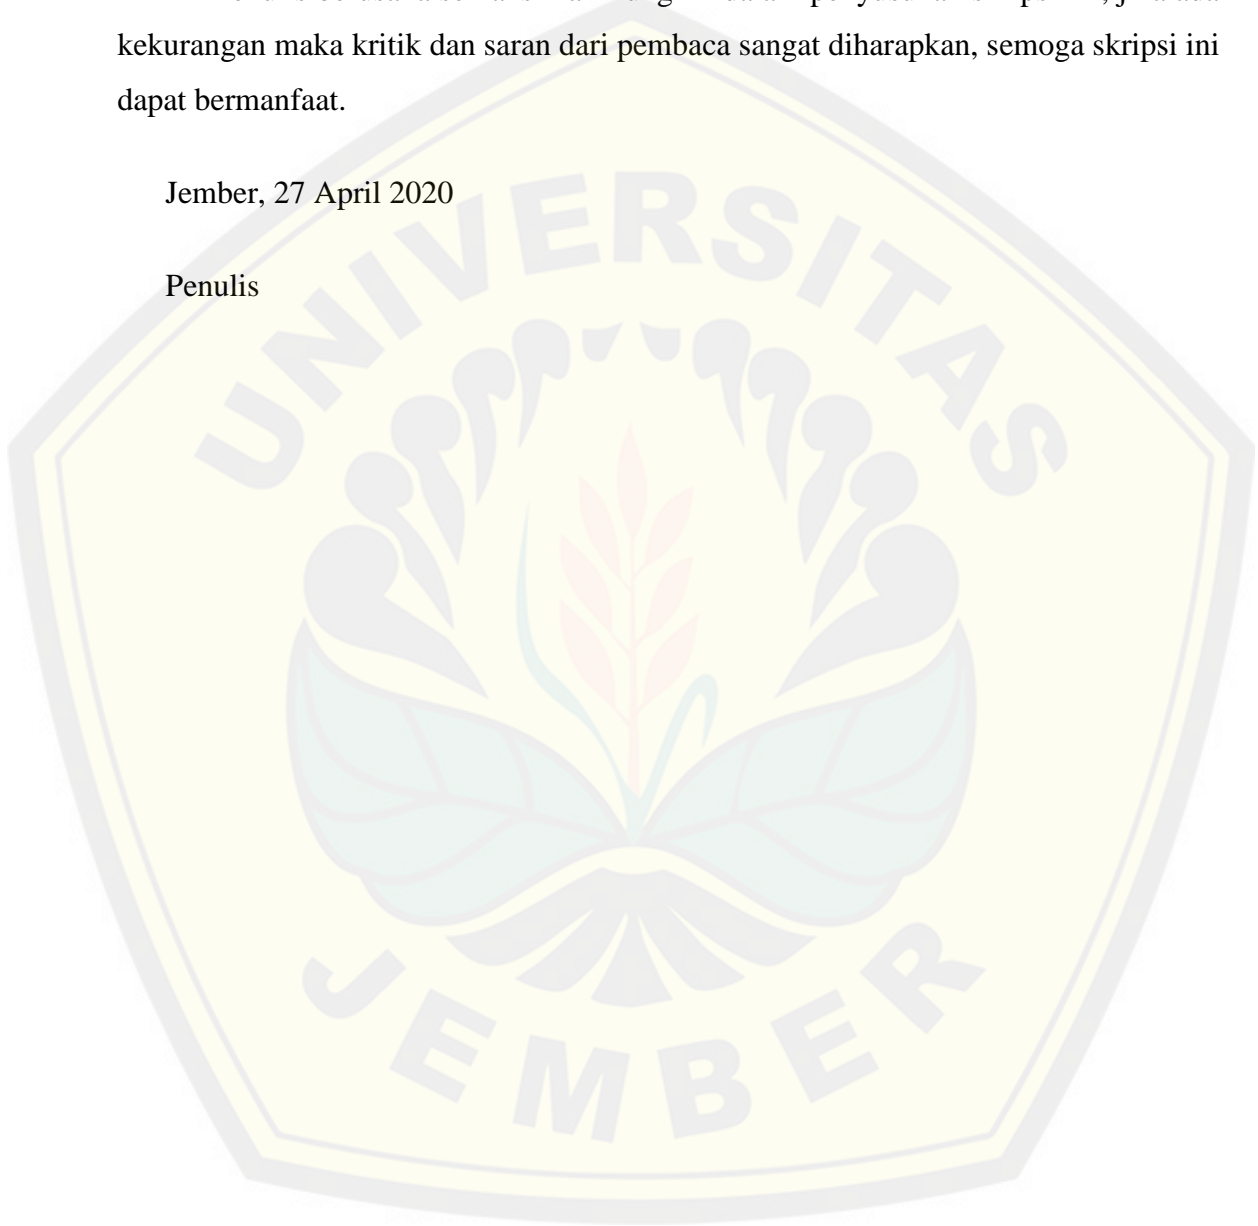 kekurangan maka kritik dan saran dari pembaca sangat diharapkan, semoga skripsi ini
dapat bermanfaat.
Jember, 27 April 2020
Penulis
UNIVERSITAS
JEMBER